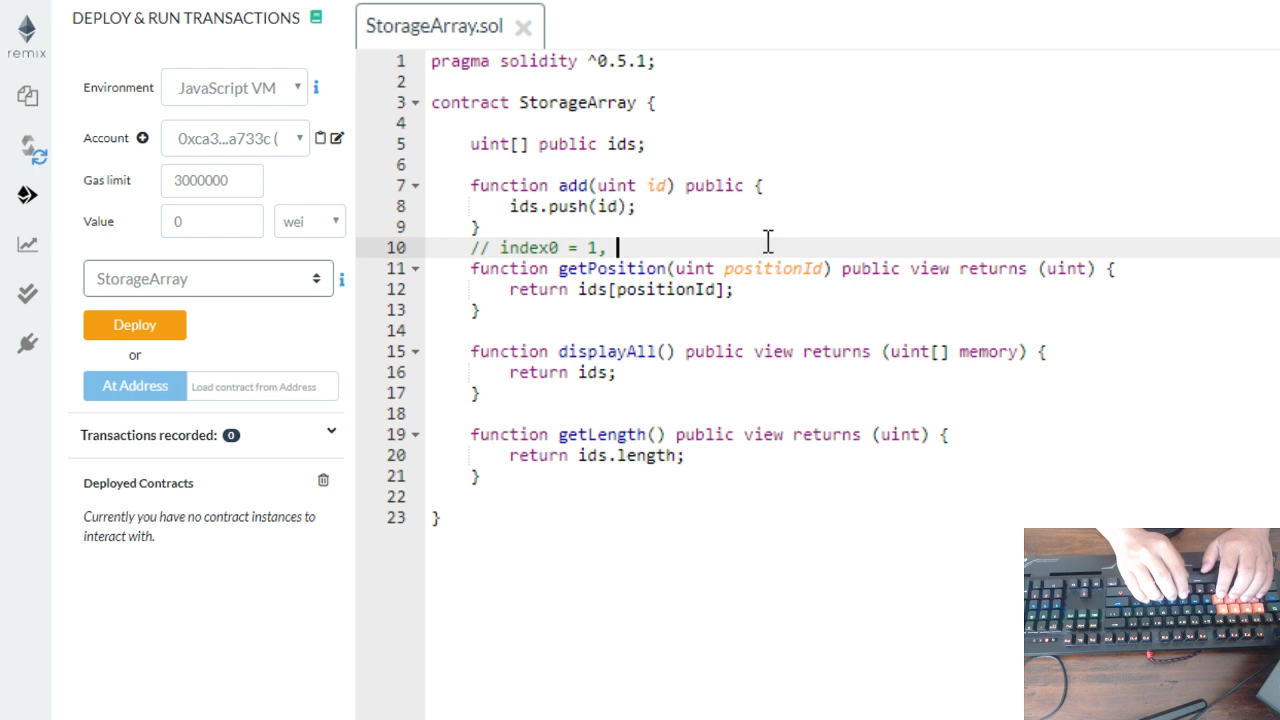 remix
DEPLOY & RUN TRANSACTIONS
Environment
JavaScript VM
Account
0xca3...a733c (
Gas limit
3000000
Value
0
wei
StorageArray
Deploy
or
At Address
Load contract from Address
Transactions recorded: 0
Deployed Contracts
Currently you have no contract instances to
interact with.
StorageArray.sol
1 pragma solidity ^0.5.1;
2
3 contract StorageArray {
4
5 uint[] public ids;
6
7 function add(uint id) public {
8 ids.push(id);
9 }
10 // index0 = 1,
11 function getPosition(uint positionId) public view returns (uint) {
12 return ids[positionId];
13 }
14
15 function displayAll() public view returns (uint[] memory) {
16 return ids;
17 }
18
19 function getLength() public view returns (uint) {
20 return ids.length;
21 }
22
23 }